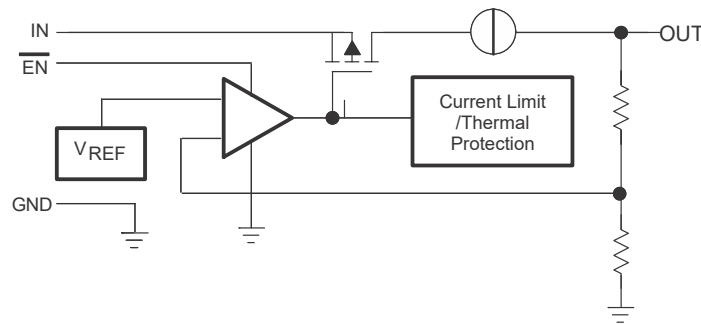 IN
OUT
EN
Current Limit
/Thermal
Protection
VREF
GND